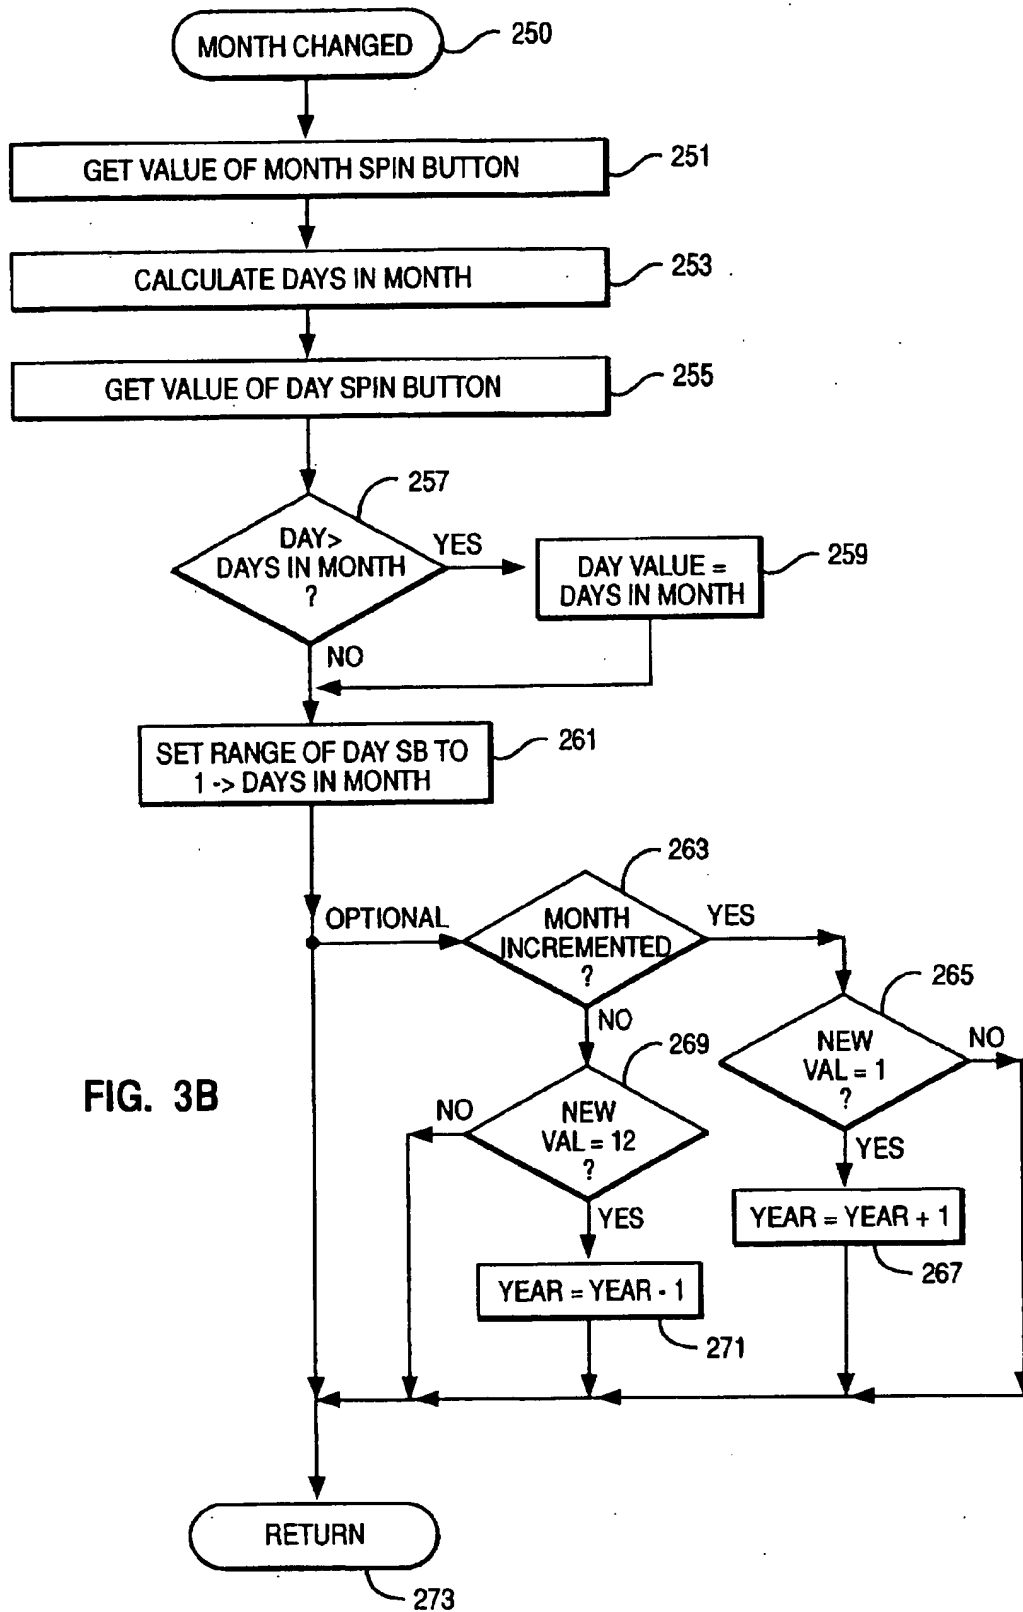 MONTH CHANGED
250
GET VALUE OF MONTH SPIN BUTTON
251
CALCULATE DAYS IN MONTH
253
GET VALUE OF DAY SPIN BUTTON
255
257
DAY>
DAYS IN MONTH
?
YES
DAY VALUE =
DAYS IN MONTH
259
NO
SET RANGE OF DAY SB TO
1 -> DAYS IN MONTH
261
OPTIONAL
263
MONTH
INCREMENTED
?
YES
NO
265
NEW
VAL = 1
?
NO
YES
269
NEW
VAL = 12
?
NO
YES
FIG. 3B
YEAR = YEAR + 1
267
YEAR = YEAR - 1
271
RETURN
273